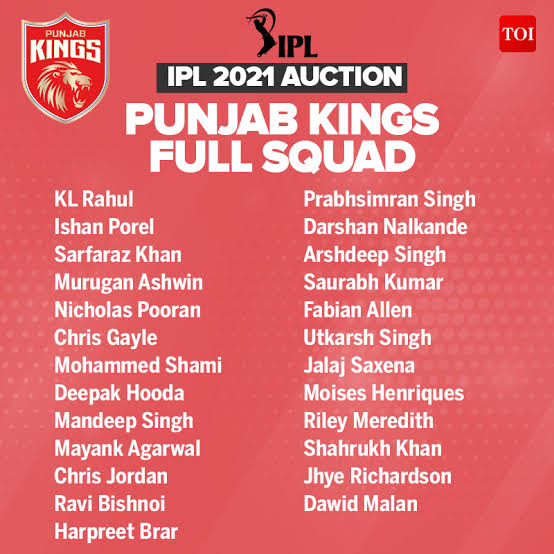 PUNJAB
KINGS
IPL
TOI
IPL 2021 AUCTION
PUNJAB KINGS
FULL SQUAD
KL Rahul
Ishan Porel
Sarfaraz Khan
Murugan Ashwin
Nicholas Pooran
Chris Gayle
Mohammed Shami
Deepak Hooda
Mandeep Singh
Mayank Agarwal
Chris Jordan
Ravi Bishnoi
Harpreet Brar
Prabhsimran Singh
Darshan Nalkande
Arshdeep Singh
Saurabh Kumar
Fabian Allen
Utkarsh Singh
Jalaj Saxena
Moises Henriques
Riley Meredith
Shahrukh Khan
Jhye Richardson
Dawid Malan